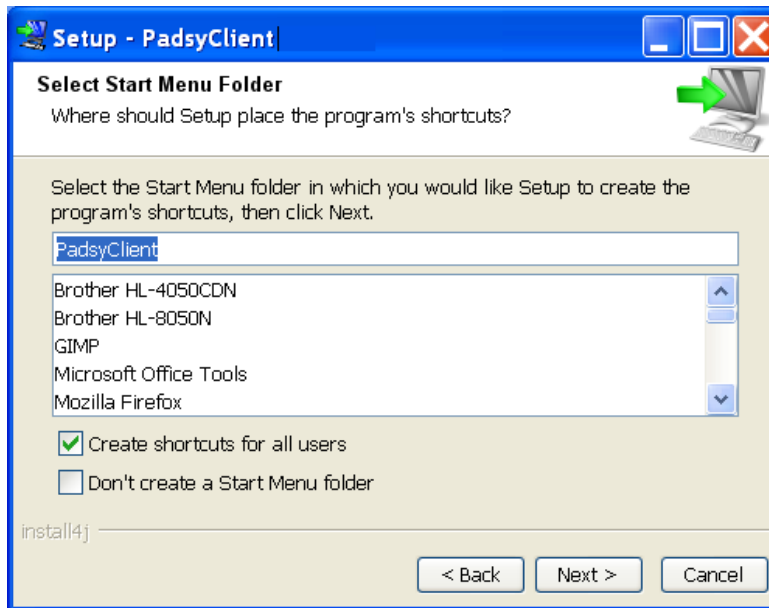 Setup - PadsyClient
Select Start Menu Folder
Where should Setup place the program's shortcuts?
Select the Start Menu folder in which you would like Setup to create the
program's shortcuts, then click Next.
PadsyClient
Brother HL-4050CDN
Brother HL-8050N
GIMP
Microsoft Office Tools
Mozilla Firefox
Create shortcuts for all users
Don't create a Start Menu folder
install4j
< Back Next > Cancel